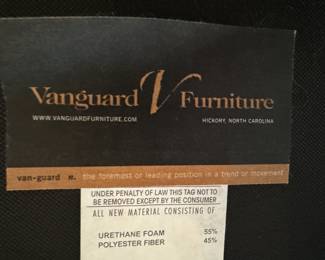 Vanguard V Furniture
WWW.VANGUARDFURNITURE.COM HICKORY, NORTH CAROLINA
van-guard n. the foremost or leading position in a trend or movement
UNDER PENALTY OF LAW THIS TAG NOT TO
BE REMOVED EXCEPT BY THE CONSUMER
ALL NEW MATERIAL CONSISTING OF
URETHANE FOAM 55%
POLYESTER FIBER 45%